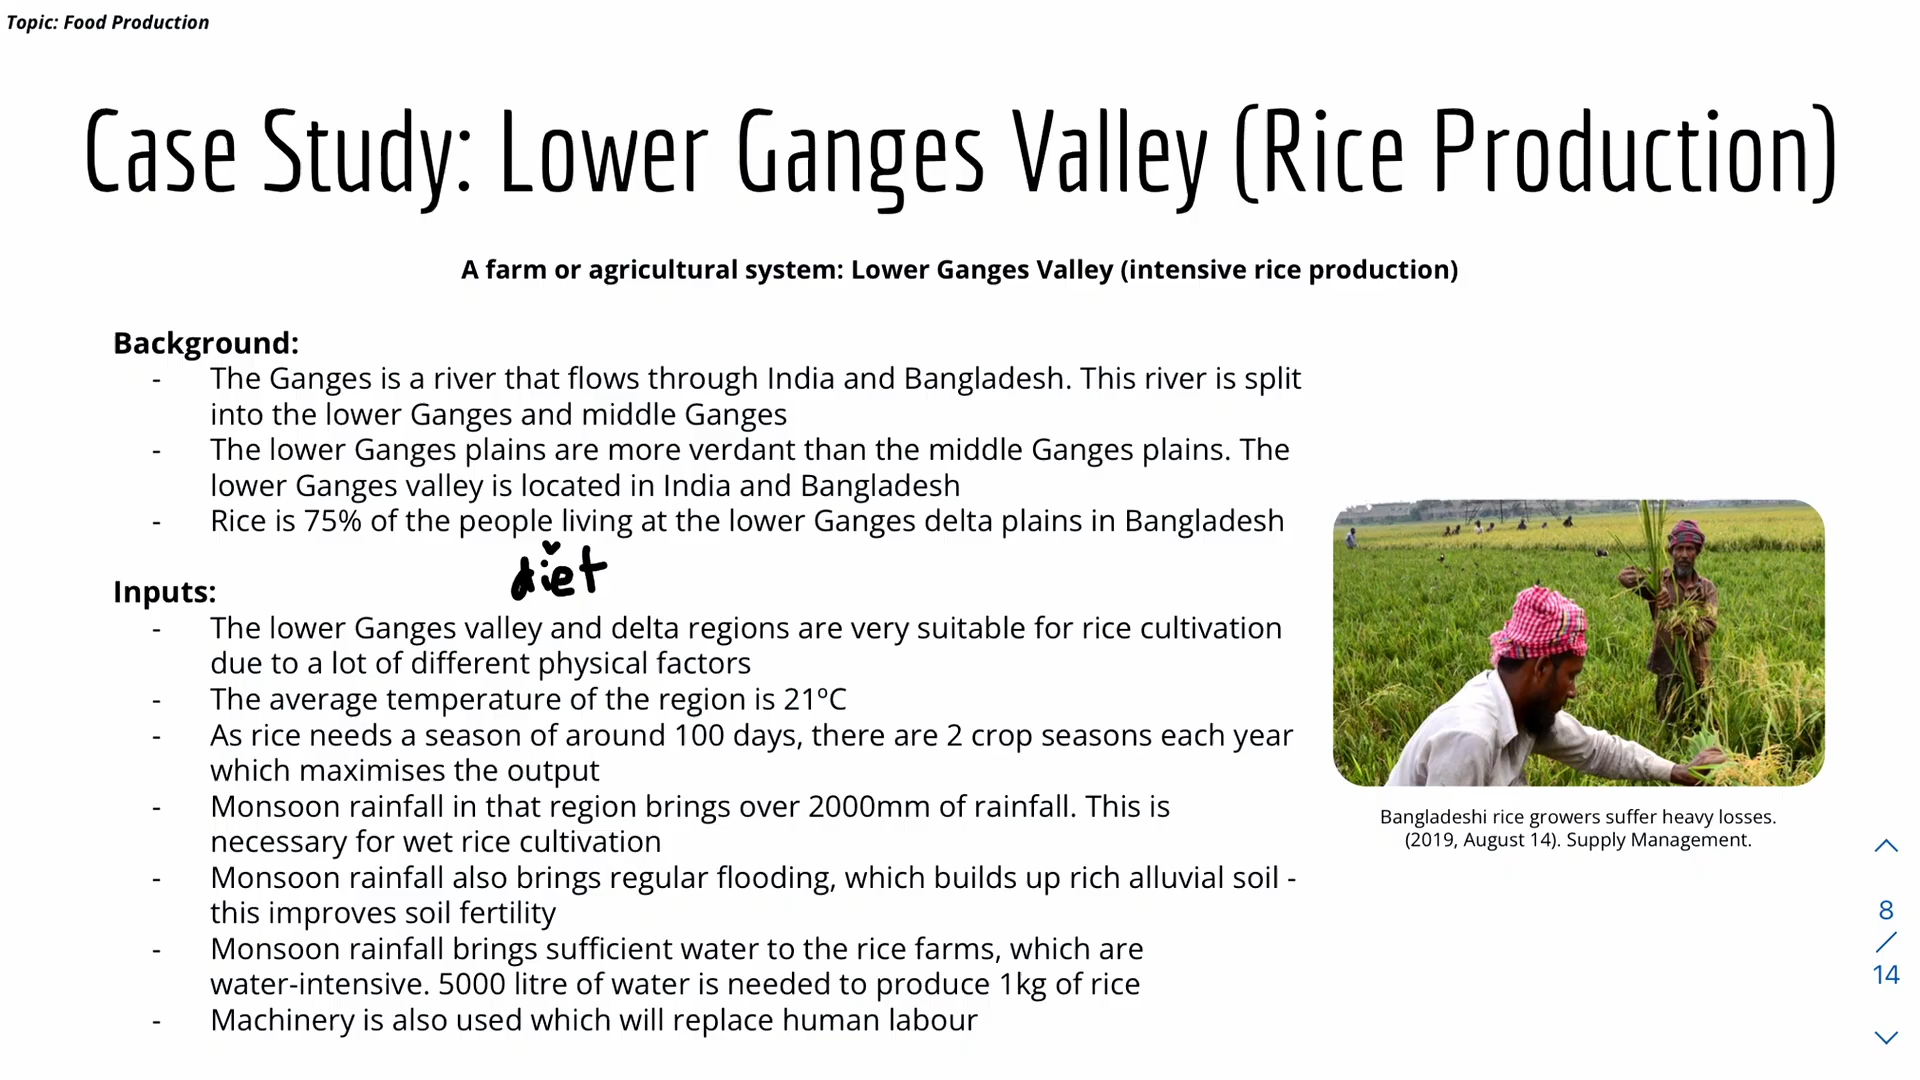 Topic: Food Production
Case Study: Lower Ganges Valley (Rice Production)
A farm or agricultural system: Lower Ganges Valley (intensive rice production)
Background:
- The Ganges is a river that flows through India and Bangladesh. This river is split
into the lower Ganges and middle Ganges
- The lower Ganges plains are more verdant than the middle Ganges plains. The
lower Ganges valley is located in India and Bangladesh
- Rice is 75% of the people living at the lower Ganges delta plains in Bangladesh
diet
Inputs:
- The lower Ganges valley and delta regions are very suitable for rice cultivation
due to a lot of different physical factors
- The average temperature of the region is 21ºC
- As rice needs a season of around 100 days, there are 2 crop seasons each year
which maximises the output
- Monsoon rainfall in that region brings over 2000mm of rainfall. This is
necessary for wet rice cultivation
- Monsoon rainfall also brings regular flooding, which builds up rich alluvial soil -
this improves soil fertility
- Monsoon rainfall brings sufficient water to the rice farms, which are
water-intensive. 5000 litre of water is needed to produce 1kg of rice
- Machinery is also used which will replace human labour
Bangladeshi rice growers suffer heavy losses.
(2019, August 14). Supply Management.
8
/
14